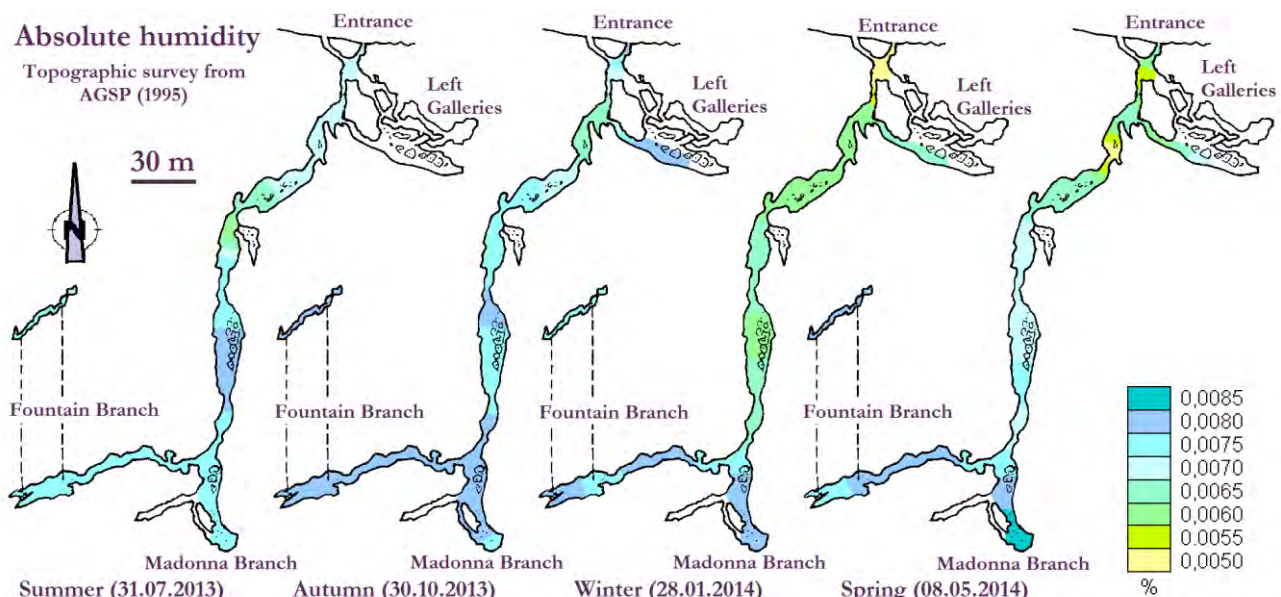 Absolute humidity
Topographic survey from
AGSP (1995)
30 m
N
Entrance
Left
Galleries
Fountain Branch
Madonna Branch
Summer (31.07.2013)
Entrance
Left
Galleries
Fountain Branch
Madonna Branch
Autumn (30.10.2013)
Entrance
Left
Galleries
Fountain Branch
Madonna Branch
Winter (28.01.2014)
Entrance
Left
Galleries
Fountain Branch
Madonna Branch
Spring (08.05.2014)
0,0085
0,0080
0,0075
0,0070
0,0065
0,0060
0,0055
0,0050
%